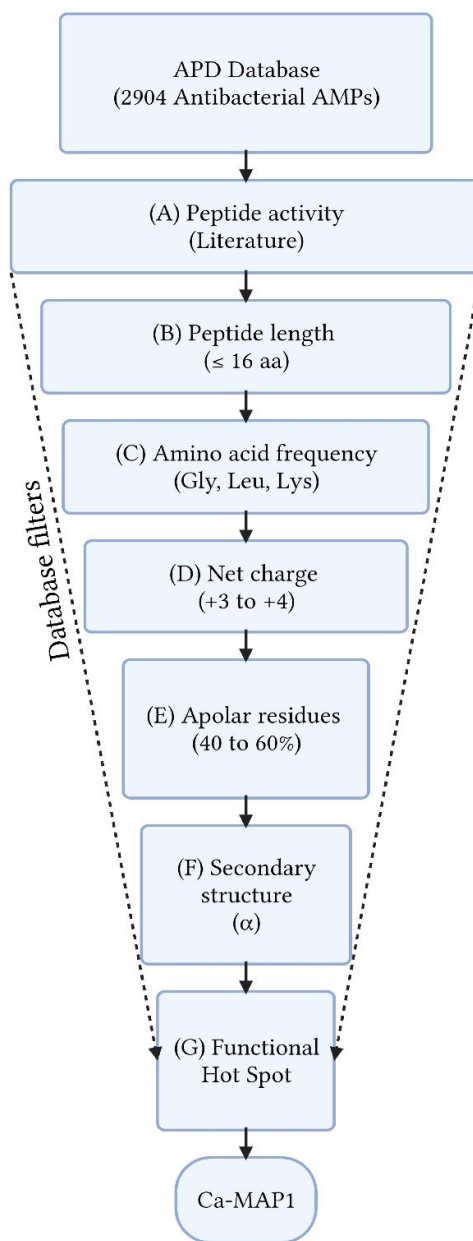 APD Database
(2904 Antibacterial AMPs)
(A) Peptide activity
(Literature)
(B) Peptide length
(≤ 16 aa)
(C) Amino acid frequency
(Gly, Leu, Lys)
(D) Net charge
(+3 to +4)
Database filters
(E) Apolar residues
(40 to 60%)
(F) Secondary
structure
(α)
(G) Functional
Hot Spot
Ca-MAP1